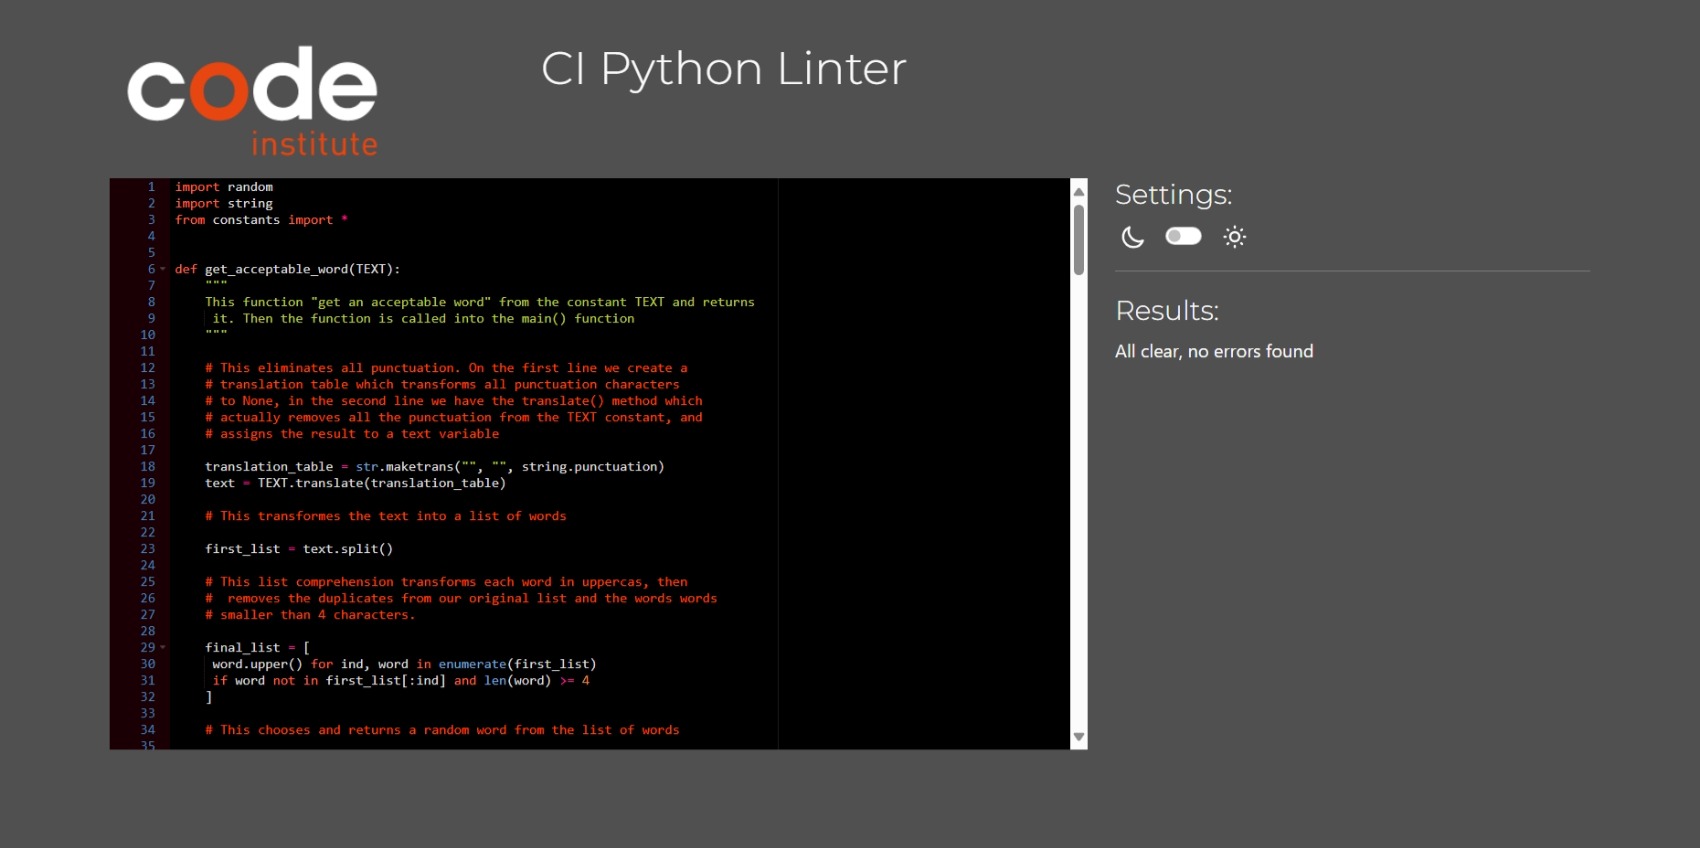 code
institute
CI Python Linter
1 import random
2 import string
3 from constants import *
4
5
6 def get_acceptable_word(TEXT):
7 """
8 This function "get an acceptable word" from the constant TEXT and returns
9 it. Then the function is called into the main() function
10 """
11
12 # This eliminates all punctuation. On the first line we create a
13 # translation table which transforms all punctuation characters
14 # to None, in the second line we have the translate() method which
15 # actually removes all the punctuation from the TEXT constant, and
16 # assigns the result to a text variable
17
18 translation_table = str.maketrans("", "", string.punctuation)
19 text = TEXT.translate(translation_table)
20
21 # This transformes the text into a list of words
22
23 first_list = text.split()
24
25 # This list comprehension transforms each word in uppercas, then
26 #  removes the duplicates from our original list and the words words
27 # smaller than 4 characters.
28
29 final_list = [
30 word.upper() for ind, word in enumerate(first_list)
31 if word not in first_list[:ind] and len(word) >= 4
32 ]
33
34 # This chooses and returns a random word from the list of words
35
Settings:
Results:
All clear, no errors found